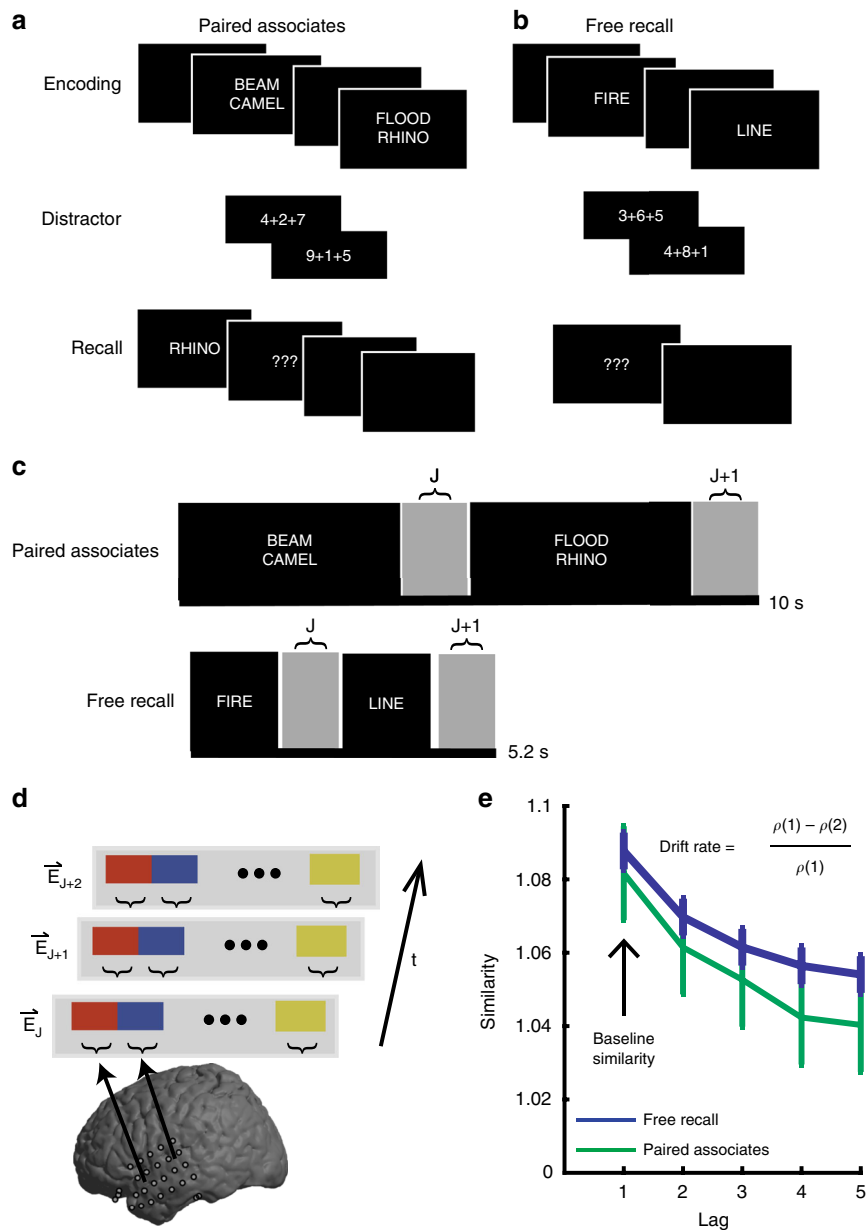 a
Paired associates
b
Free recall
Encoding
BEAM
CAMEL
FLOOD
RHINO
FIRE
LINE
Distractor
4+2+7
9+1+5
3+6+5
4+8+1
Recall
RHINO
???
???
c
J
J+1
Paired associates
BEAM
CAMEL
FLOOD
RHINO
10 s
J
J+1
Free recall
FIRE
LINE
5.2 s
d
E J+2
E J+1
E J
t
e
1.1
1.08
1.06
1.04
1.02
0
Similarity
Drift rate = ρ(1) − ρ(2)
ρ(1)
Baseline
similarity
Free recall
Paired associates
1 2 3 4 5
Lag